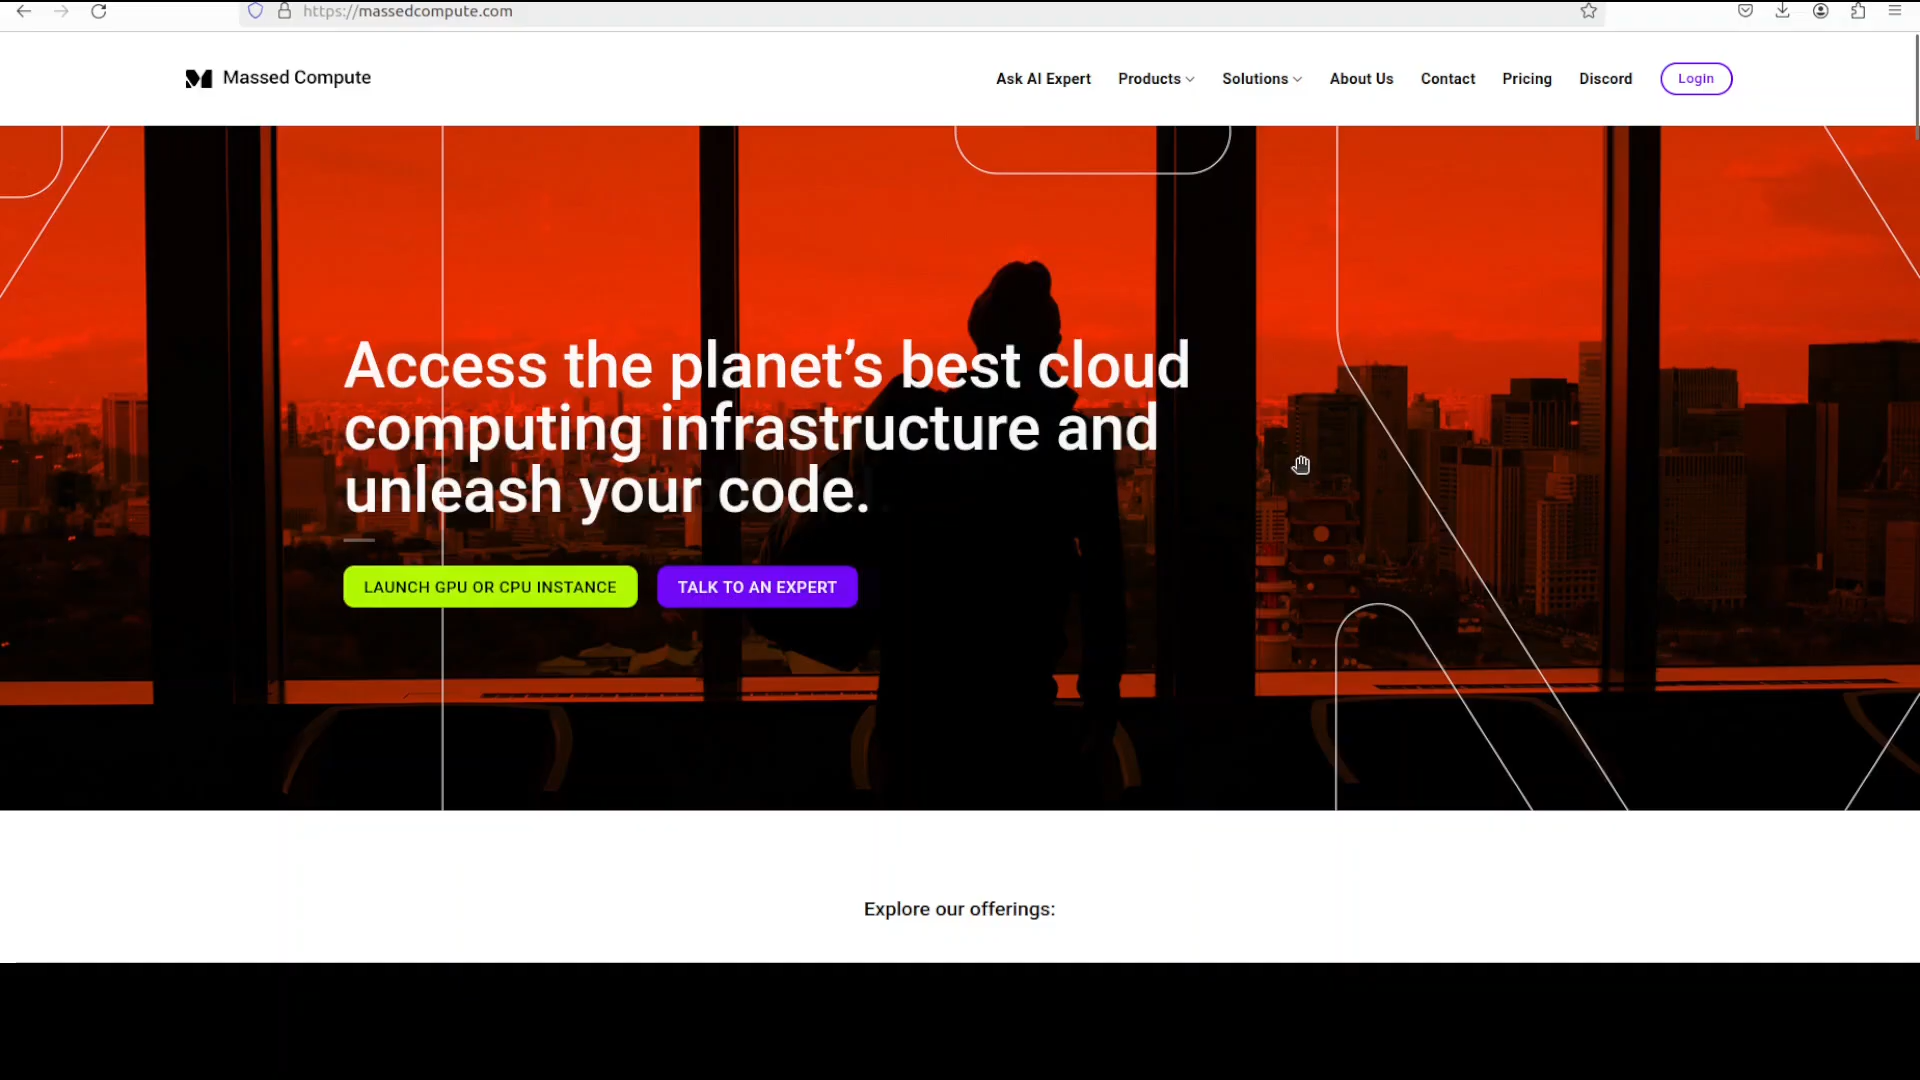 https://massedcompute.com
Massed Compute
Ask AI Expert
Products
Solutions
About Us
Contact
Pricing
Discord
Login
Access the planet’s best cloud
computing infrastructure and
unleash your code.
LAUNCH GPU OR CPU INSTANCE
TALK TO AN EXPERT
Explore our offerings: